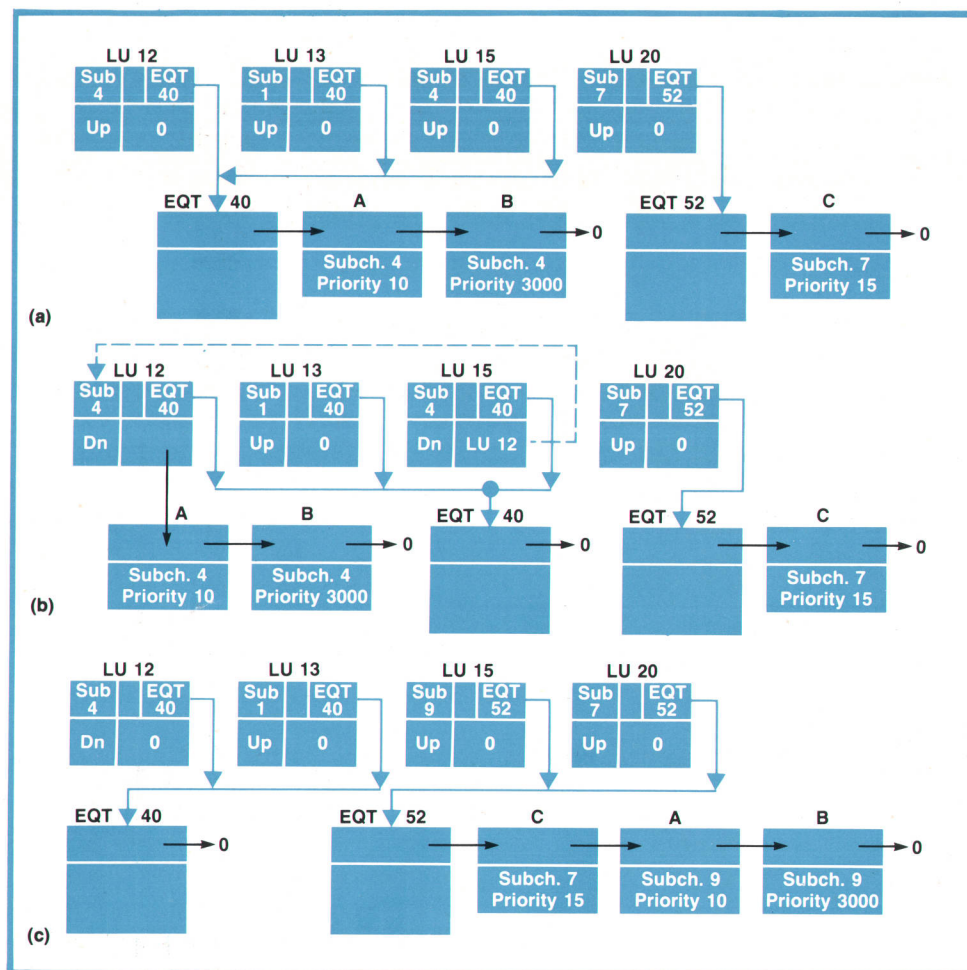 LU 12 LU 13 LU 15 LU 20
Sub EQT Sub EQT Sub EQT Sub EQT
4 40 1 40 4 40 7 52
Up 0 Up 0 Up 0 Up 0
EQT 40 A B EQT 52 C
0 0
Subch. 4 Subch. 4 Subch. 7
Priority 10 Priority 3000 Priority 15
(a)
LU 12 LU 13 LU 15 LU 20
Sub EQT Sub EQT Sub EQT Sub EQT
4 40 1 40 4 40 7 52
Dn Up 0 Dn LU 12 Up 0
A B EQT 40 EQT 52 C
0 0 0
Subch. 4 Subch. 4 Subch. 7
Priority 10 Priority 3000 Priority 15
(b)
LU 12 LU 13 LU 15 LU 20
Sub EQT Sub EQT Sub EQT Sub EQT
4 40 1 40 9 52 7 52
Dn 0 Up 0 Up 0 Up 0
EQT 40 EQT 52 C A B
0 0
Subch. 7 Subch. 9 Subch. 9
Priority 15 Priority 10 Priority 3000
(c)